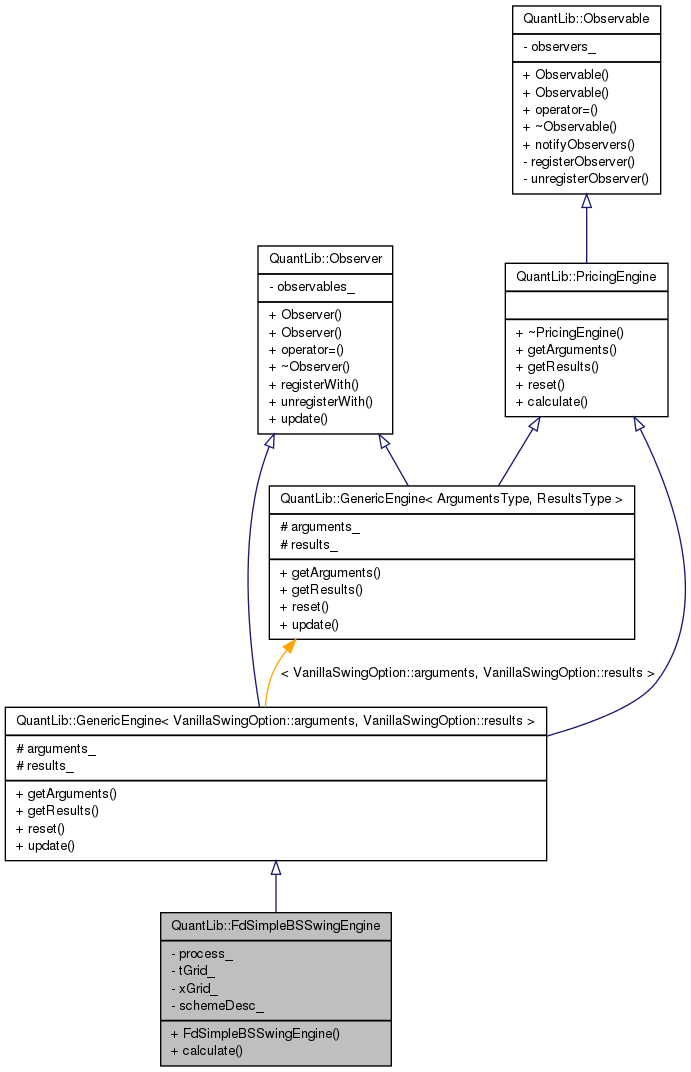 QuantLib::Observable
- observers_
+ Observable()
+ Observable()
+ operator=()
+ ~Observable()
+ notifyObservers()
- registerObserver()
- unregisterObserver()
QuantLib::Observer
- observables_
+ Observer()
+ Observer()
+ operator=()
+ ~Observer()
+ registerWith()
+ unregisterWith()
+ update()
QuantLib::PricingEngine
+ ~PricingEngine()
+ getArguments()
+ getResults()
+ reset()
+ calculate()
QuantLib::GenericEngine< ArgumentsType, ResultsType >
# arguments_
# results_
+ getArguments()
+ getResults()
+ reset()
+ update()
< VanillaSwingOption::arguments, VanillaSwingOption::results >
QuantLib::GenericEngine< VanillaSwingOption::arguments, VanillaSwingOption::results >
# arguments_
# results_
+ getArguments()
+ getResults()
+ reset()
+ update()
QuantLib::FdSimpleBSSwingEngine
- process_
- tGrid_
- xGrid_
- schemeDesc_
+ FdSimpleBSSwingEngine()
+ calculate()